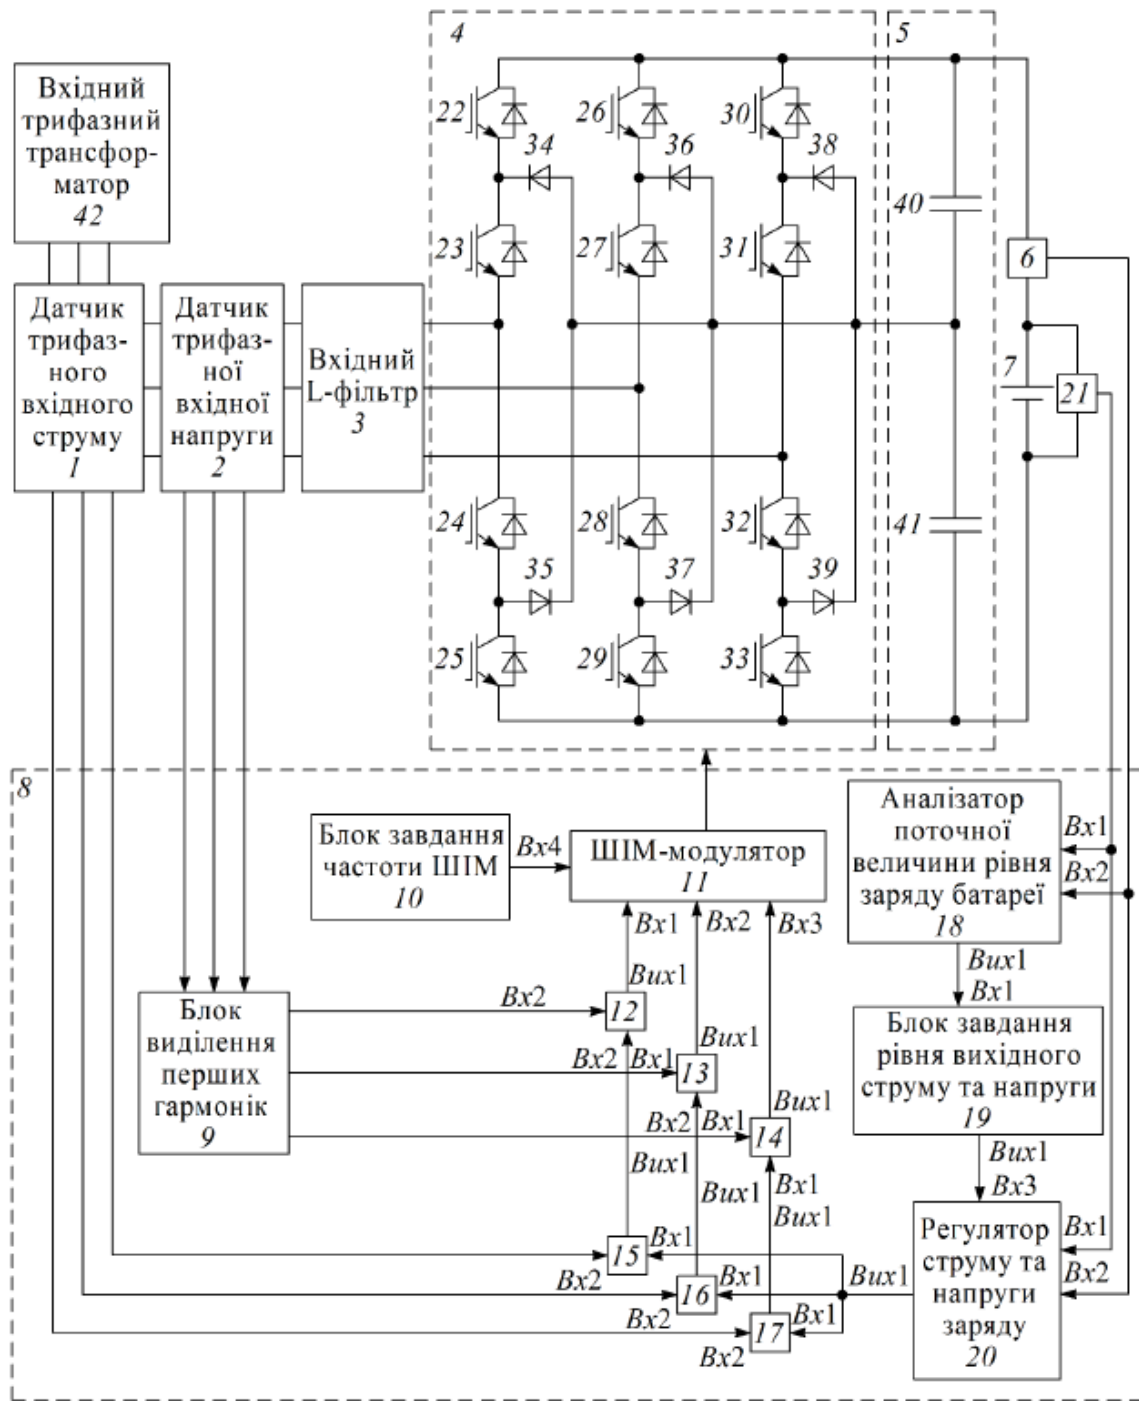 4
5
Вхідний
трифазний
трансфор-
матор
42
22
26
30
34
36
38
40
23
27
31
6
Датчик
трифаз-
ного
вхідного
струму
1
Датчик
трифаз-
ної
вхідної
напруги
2
Вхідний
L-фільтр
3
7
21
24
28
32
41
35
37
39
25
29
33
8
Блок завдання
частоти ШІМ
10
Вх4
ШІМ-модулятор
11
Аналізатор
поточної
величини рівня
заряду батареї
18
Вх1
Вх2
Вх1
Вх2
Вх3
Вих1
Вх1
Вих1
Вх2
12
Блок
виділення
перших
гармонік
9
Вих1
Вх2
Вх1
13
Блок завдання
рівня вихідного
струму та напруги
19
Вих1
Вх2
Вх1
14
Вих1
Вих1
Вх3
Вих1
Вх1
Вих1
Регулятор
струму та
напруги
заряду
20
Вх1
Вх2
15
Вх1
Вих1
Вх2
16
Вх1
Вх2
17
Вх1
Вх2